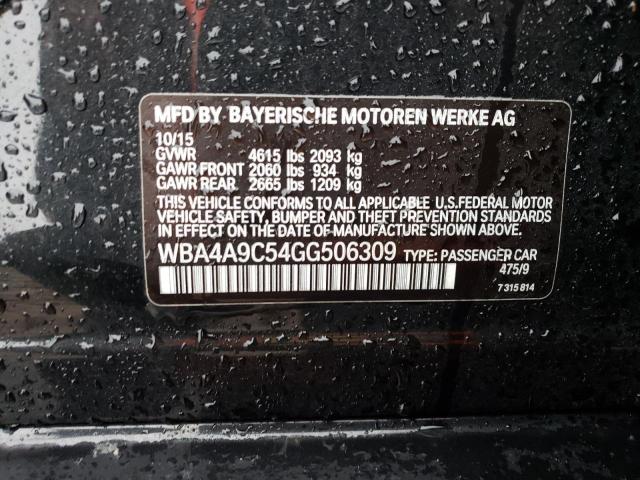 MFD BY BAYERISCHE MOTOREN WERKE AG
10/15
GVWR 4615 lbs 2093 kg
GAWR FRONT 2060 lbs 934 kg
GAWR REAR 2665 lbs 1209 kg
THIS VEHICLE CONFORMS TO ALL APPLICABLE U.S.FEDERAL MOTOR
VEHICLE SAFETY, BUMPER AND THEFT PREVENTION STANDARDS
IN EFFECT ON THE DATE OF MANUFACTURE SHOWN ABOVE.
WBA4A9C54GG506309 TYPE: PASSENGER CAR
475/9
7 315 814